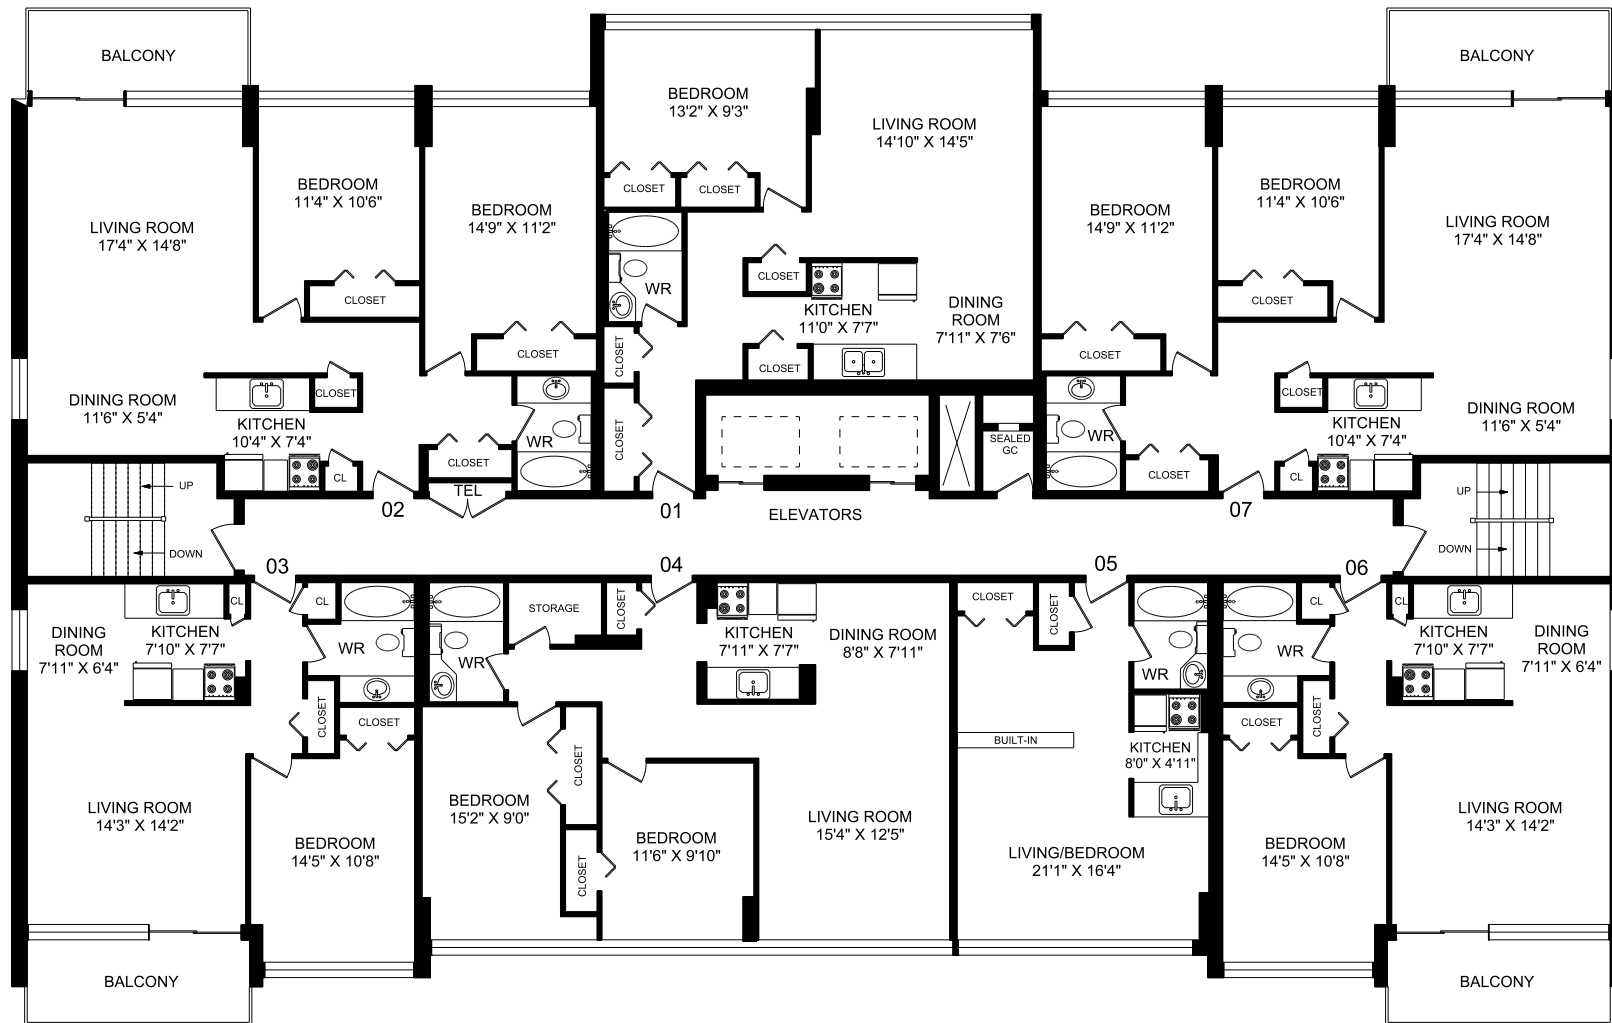 BALCONY
BALCONY
BEDROOM
13'2" X 9'3"
LIVING ROOM
14'10" X 14'5"
CLOSET
CLOSET
BEDROOM
11'4" X 10'6"
BEDROOM
14'9" X 11'2"
LIVING ROOM
17'4" X 14'8"
CLOSET
CLOSET
DINING ROOM
11'6" X 5'4"
CLOSET
KITCHEN
10'4" X 7'4"
CL
WR
CLOSET
TEL
UP
DOWN
02
WR
CLOSET
KITCHEN
11'0" X 7'7"
DINING
ROOM
7'11" X 7'6"
CLOSET
CLOSET
CLOSET
SEALED
GC
01
ELEVATORS
BEDROOM
14'9" X 11'2"
BEDROOM
11'4" X 10'6"
LIVING ROOM
17'4" X 14'8"
CLOSET
CLOSET
CLOSET
DINING ROOM
11'6" X 5'4"
KITCHEN
10'4" X 7'4"
WR
CLOSET
CL
07
UP
DOWN
03
CL
CL
DINING
ROOM
7'11" X 6'4"
KITCHEN
7'10" X 7'7"
WR
CLOSET
CLOSET
LIVING ROOM
14'3" X 14'2"
BEDROOM
14'5" X 10'8"
BALCONY
04
STORAGE
CLOSET
WR
KITCHEN
7'11" X 7'7"
DINING ROOM
8'8" X 7'11"
CLOSET
BEDROOM
15'2" X 9'0"
CLOSET
BEDROOM
11'6" X 9'10"
LIVING ROOM
15'4" X 12'5"
05
CLOSET
CLOSET
WR
BUILT-IN
KITCHEN
8'0" X 4'11"
LIVING/BEDROOM
21'1" X 16'4"
06
CL
CL
WR
KITCHEN
7'10" X 7'7"
DINING
ROOM
7'11" X 6'4"
CLOSET
CLOSET
BEDROOM
14'5" X 10'8"
LIVING ROOM
14'3" X 14'2"
BALCONY